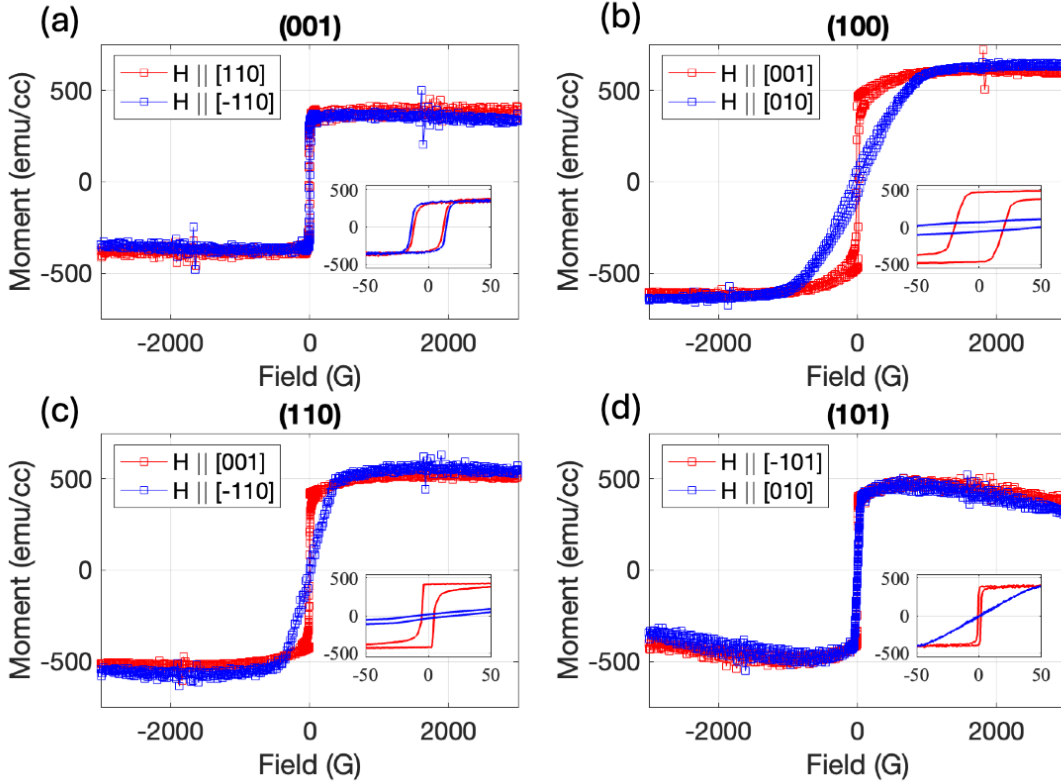 (a)
(001)
H || [110]
H || [-110]
Moment (emu/cc)
500
0
-500
-2000
0
2000
Field (G)
500
0
-500
-50
0
50
(b)
(100)
H || [001]
H || [010]
Moment (emu/cc)
500
0
-500
-2000
0
2000
Field (G)
500
0
-500
-50
0
50
(c)
(110)
H || [001]
H || [-110]
Moment (emu/cc)
500
0
-500
-2000
0
2000
Field (G)
500
0
-500
-50
0
50
(d)
(101)
H || [-101]
H || [010]
Moment (emu/cc)
500
0
-500
-2000
0
2000
Field (G)
500
0
-500
-50
0
50